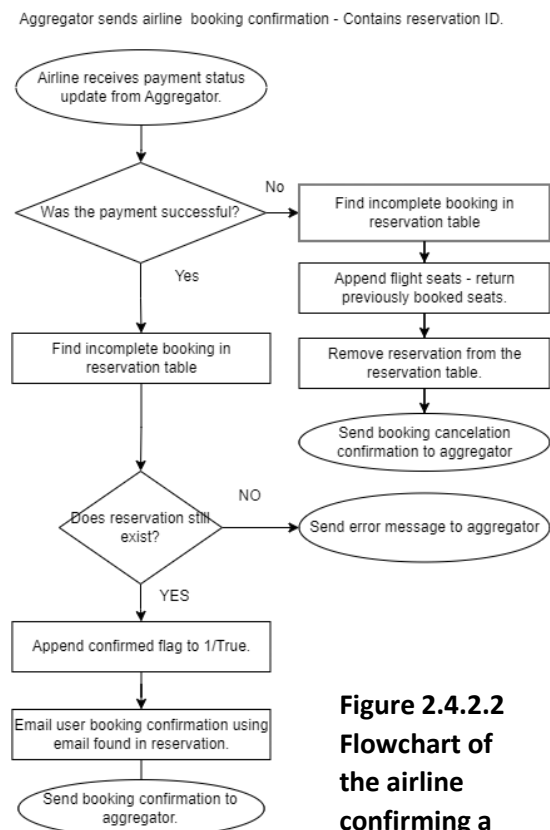 Aggregator sends airline booking confirmation - Contains reservation ID.
Airline receives payment status
update from Aggregator.
Was the payment successful?
No
Find incomplete booking in
reservation table
Append flight seats - return
previously booked seats.
Remove reservation from the
reservation table.
Send booking cancelation
confirmation to aggregator
Yes
Find incomplete booking in
reservation table
Does reservation still
exist?
NO
Send error message to aggregator
YES
Append confirmed flag to 1/True.
Email user booking confirmation using
email found in reservation.
Send booking confirmation to
aggregator.
Figure 2.4.2.2
Flowchart of
the airline
confirming a